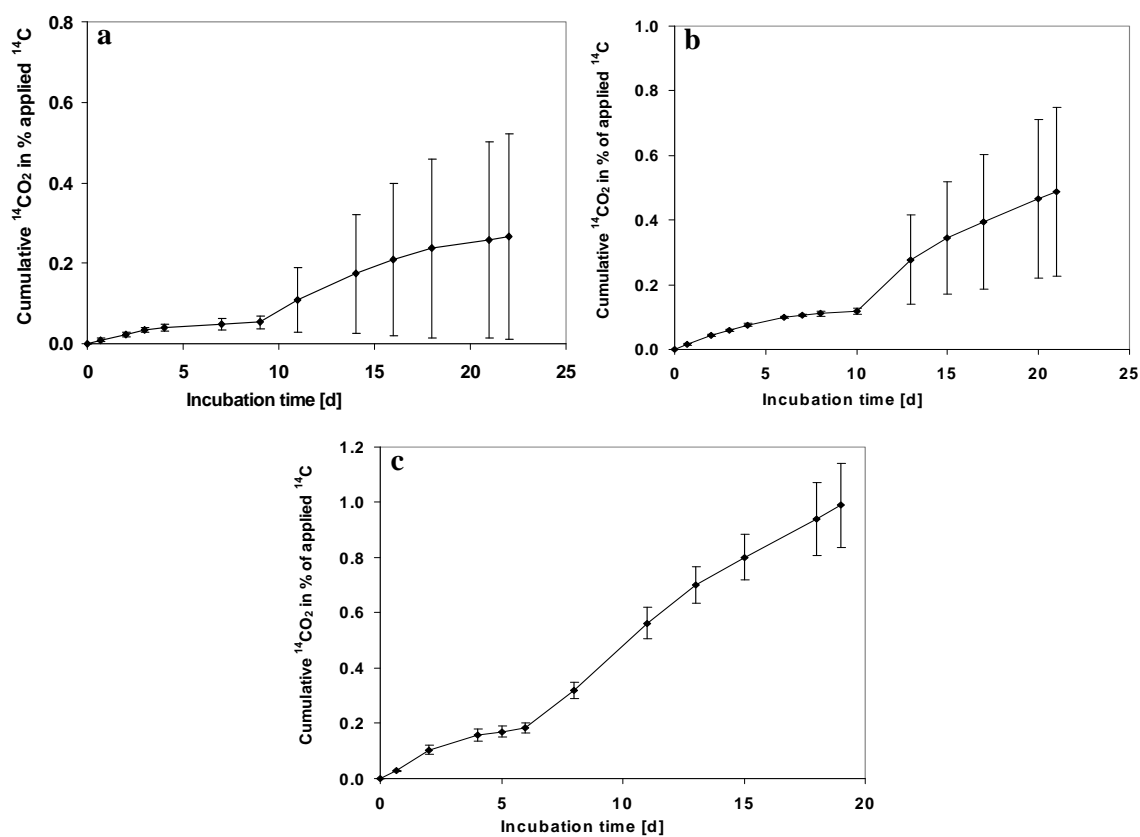 a
Cumulative ¹⁴CO₂ in % applied ¹⁴C
0.8
0.6
0.4
0.2
0.0
0 5 10 15 20 25
Incubation time [d]
b
Cumulative ¹⁴CO₂ in % of applied ¹⁴C
1.0
0.8
0.6
0.4
0.2
0.0
0 5 10 15 20 25
Incubation time [d]
c
Cumulative ¹⁴CO₂ in % of applied ¹⁴C
1.2
1.0
0.8
0.6
0.4
0.2
0.0
0 5 10 15 20
Incubation time [d]